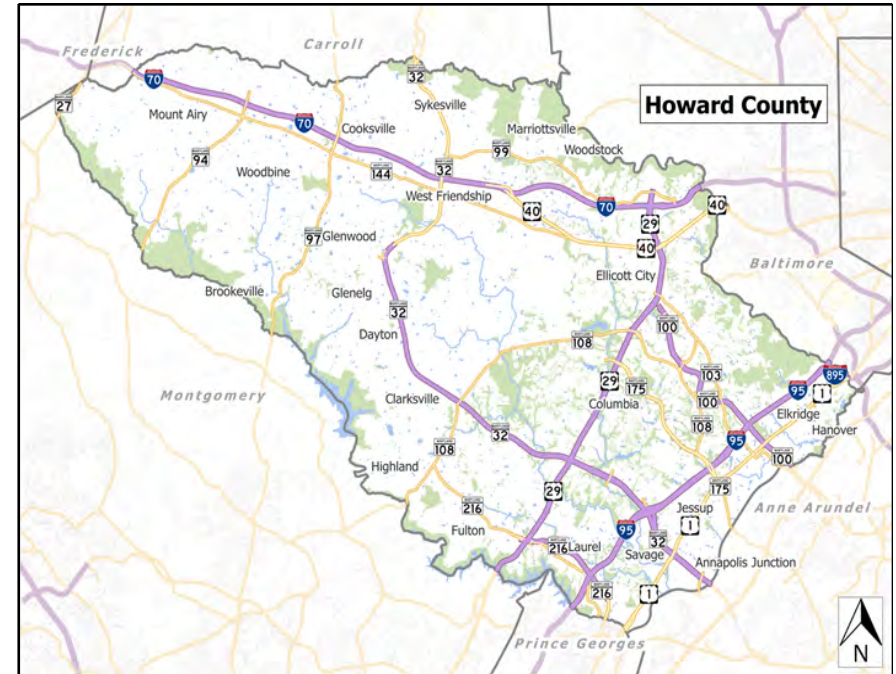 Frederick
Carroll
70
32
27
Sykesville
Howard County
Mount Airy
70
Cooksville
Marriottsville
94
99
Woodstock
Woodbine
144
32
West Friendship
70
40
40
29
97
Glenwood
40
Baltimore
Ellicott City
Brookeville
Glenelg
32
100
Dayton
108
103
895
29
175
95
1
Montgomery
Clarksville
Columbia
100
Elkridge
108
Hanover
32
95
108
100
Highland
29
175
Anne Arundel
216
Jessup
1
Fulton
95
32
216
Laurel
Savage
Annapolis Junction
216
1
Prince Georges
N